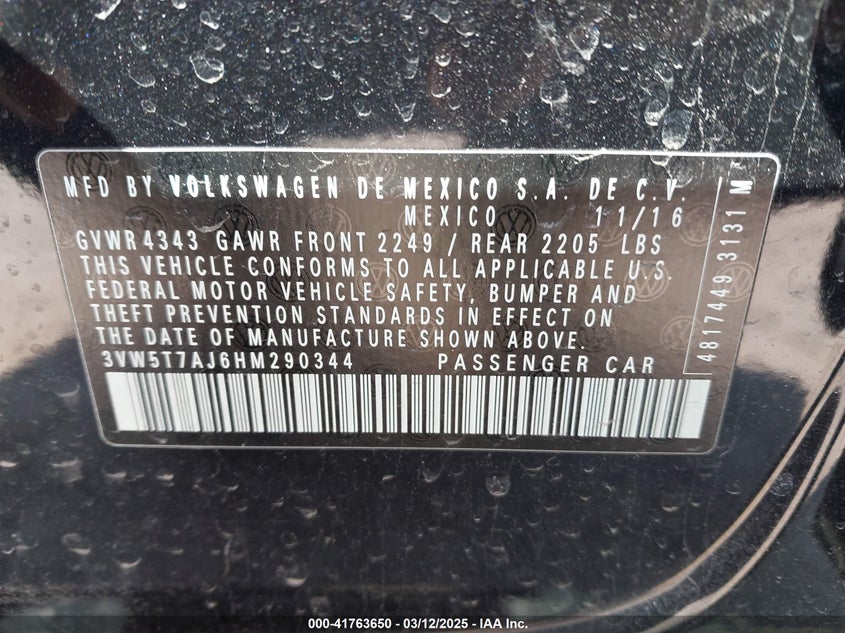 MFD BY VOLKSWAGEN DE MEXICO S.A. DE C.V.
MEXICO 11/16
GVWR4343 GAWR FRONT 2249 / REAR 2205 LBS
THIS VEHICLE CONFORMS TO ALL APPLICABLE U.S.
FEDERAL MOTOR VEHICLE SAFETY, BUMPER AND
THEFT PREVENTION STANDARDS IN EFFECT ON
THE DATE OF MANUFACTURE SHOWN ABOVE.
3VW5T7AJ6HM290344 PASSENGER CAR
4817449 3131 M
000-41763650 - 03/12/2025 - IAA Inc.